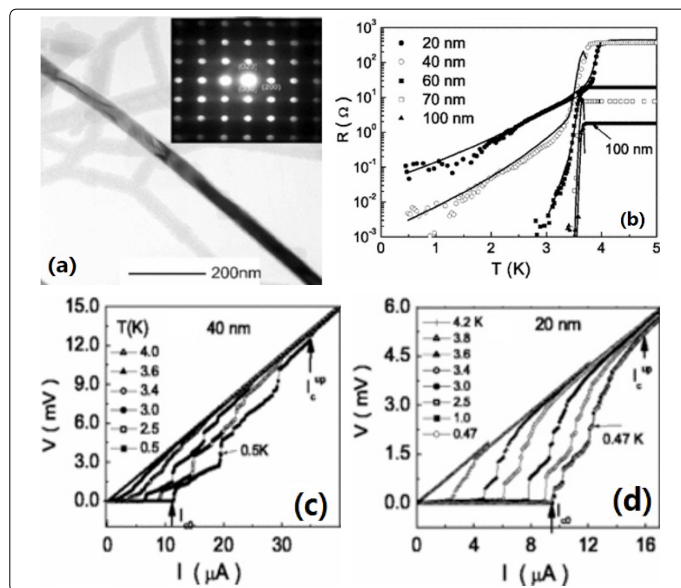 (020)
(000)
(200)
(a)
200nm
R (Ω)
10³
10²
10¹
10⁰
10⁻¹
10⁻²
10⁻³
20 nm
40 nm
60 nm
70 nm
100 nm
100 nm
(b)
0 1 2 3 4 5
T (K)
V (mV)
15.0
12.0
9.0
6.0
3.0
0.0
T(K)
4.0
3.6
3.4
3.0
2.5
0.5
40 nm
I_c^up
0.5K
I_c0
(c)
0 10 20 30
I (μA)
V (mV)
6.0
4.5
3.0
1.5
0.0
4.2 K
3.8
3.6
3.4
3.0
2.5
1.0
0.47
20 nm
I_c^up
0.47 K
I_c0
(d)
0 4 8 12 16
I (μA)